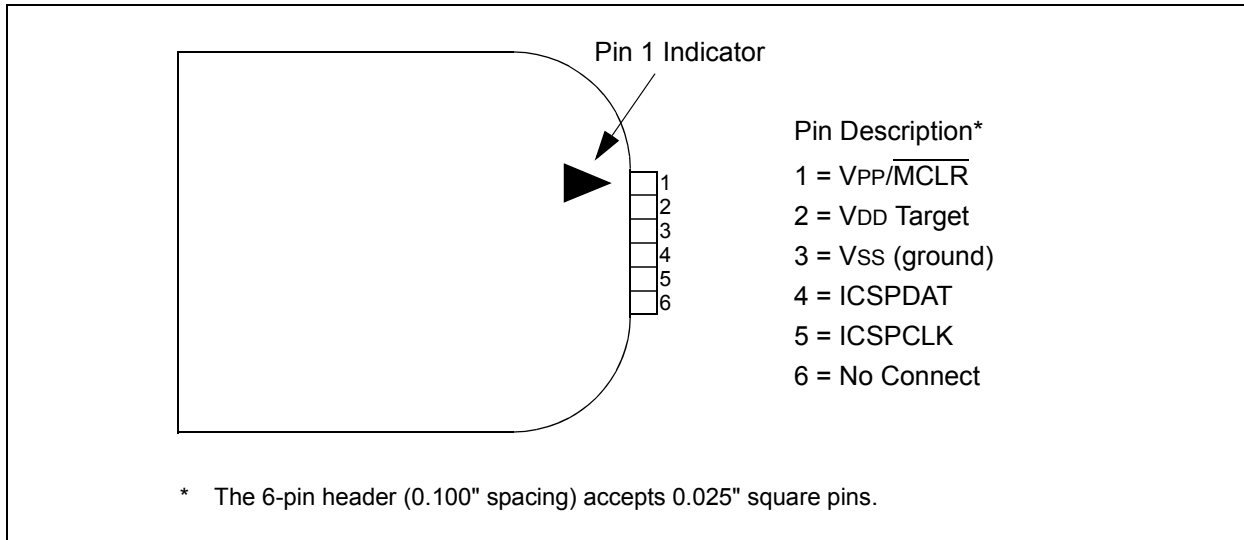 Pin 1 Indicator
1
2
3
4
5
6
Pin Description*
1 = VPP/M̅C̅L̅R̅
2 = VDD Target
3 = VSS (ground)
4 = ICSPDAT
5 = ICSPCLK
6 = No Connect
* The 6-pin header (0.100" spacing) accepts 0.025" square pins.